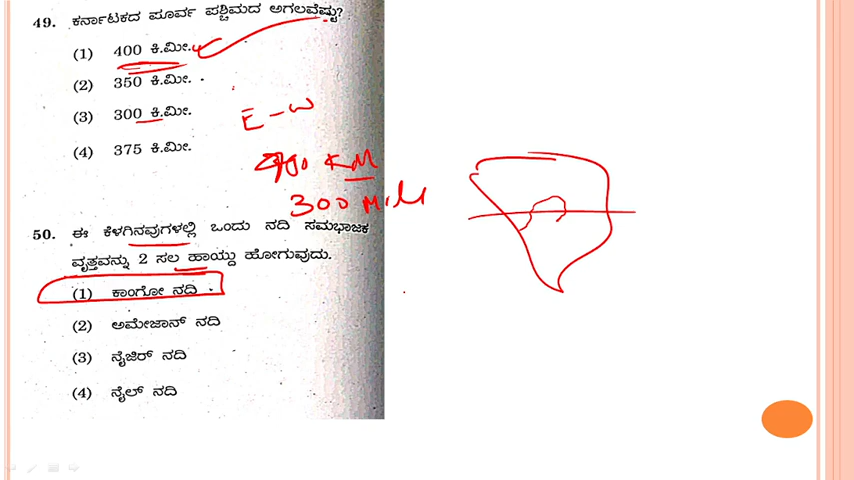 49. ಕರ್ನಾಟಕದ ಪೂರ್ವ ಪಶ್ಚಿಮದ ಅಗಲವೆಷ್ಟು?
(1) 400 ಕಿ.ಮೀ.
(2) 350 ಕಿ.ಮೀ.
(3) 300 ಕಿ.ಮೀ.
(4) 375 ಕಿ.ಮೀ.
E-W
400 KM
300 M.M
50. ಈ ಕೆಳಗಿನವುಗಳಲ್ಲಿ ಒಂದು ನದಿ ಸಮಭಾಜಕ
ವೃತ್ತವನ್ನು 2 ಸಲ ಹಾಯ್ದು ಹೋಗುವುದು.
(1) ಕಾಂಗೋ ನದಿ .
(2) ಅಮೇಜಾನ್ ನದಿ
(3) ನೈಜಿರ್ ನದಿ
(4) ನೈಲ್ ನದಿ